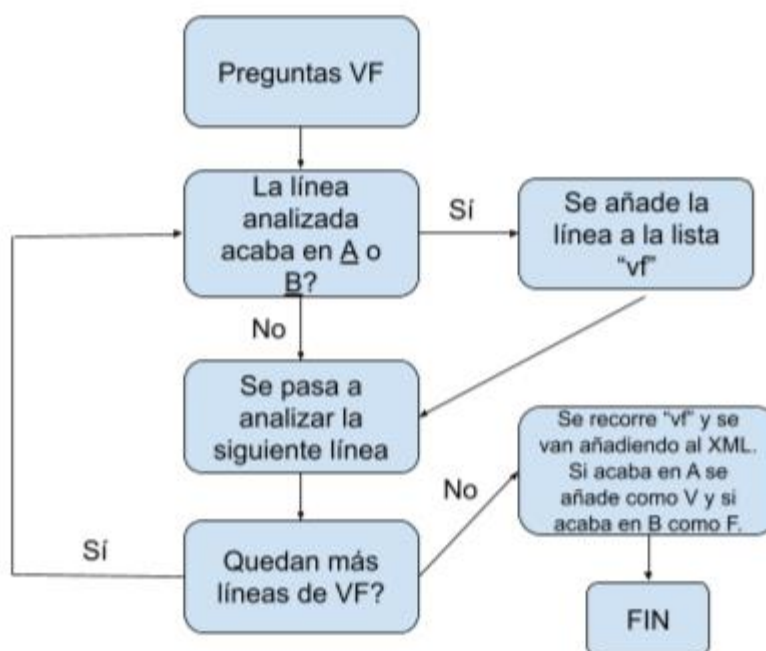 Preguntas VF
La línea
analizada
acaba en A o
B?
Sí
Se añade la
línea a la lista
“vf”
No
Se pasa a
analizar la
siguiente línea
Se recorre “vf” y se
van añadiendo al XML.
Si acaba en A se
añade como V y si
acaba en B como F.
No
Sí
Quedan más
líneas de VF?
FIN